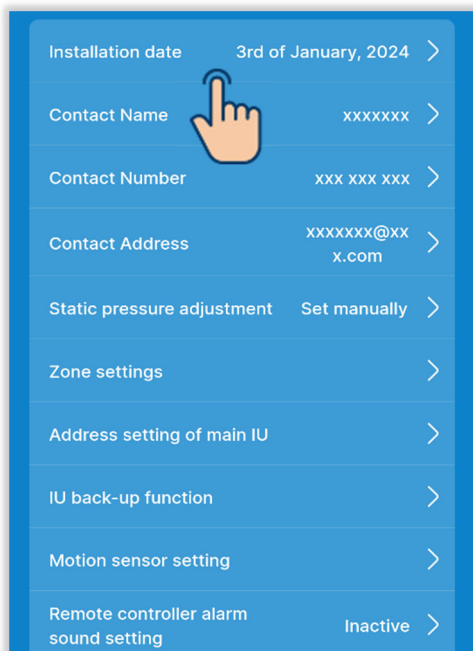 Installation date 3rd of January, 2024
Contact Name xxxxxxx
Contact Number xxx xxx xxx
Contact Address xxxxxxx@xx
x.com
Static pressure adjustment Set manually
Zone settings
Address setting of main IU
IU back-up function
Motion sensor setting
Remote controller alarm
sound setting Inactive